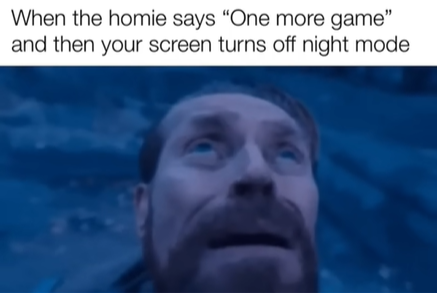 When the homie says “One more game”
and then your screen turns off night mode